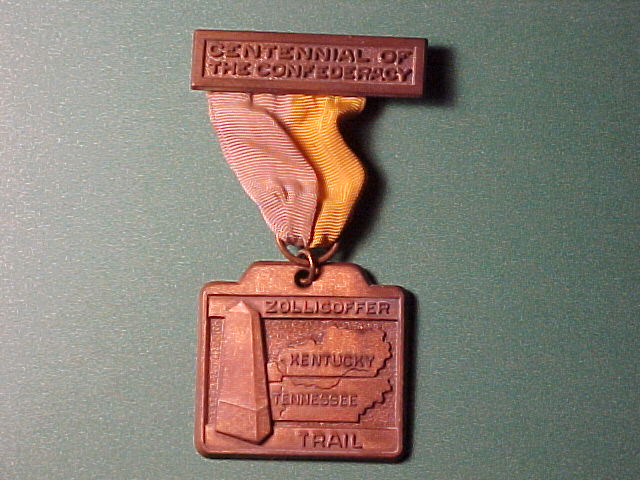 CENTENNIAL OF
THE CONFEDERACY
ZOLLICOFFER
KENTUCKY
TENNESSEE
TRAIL